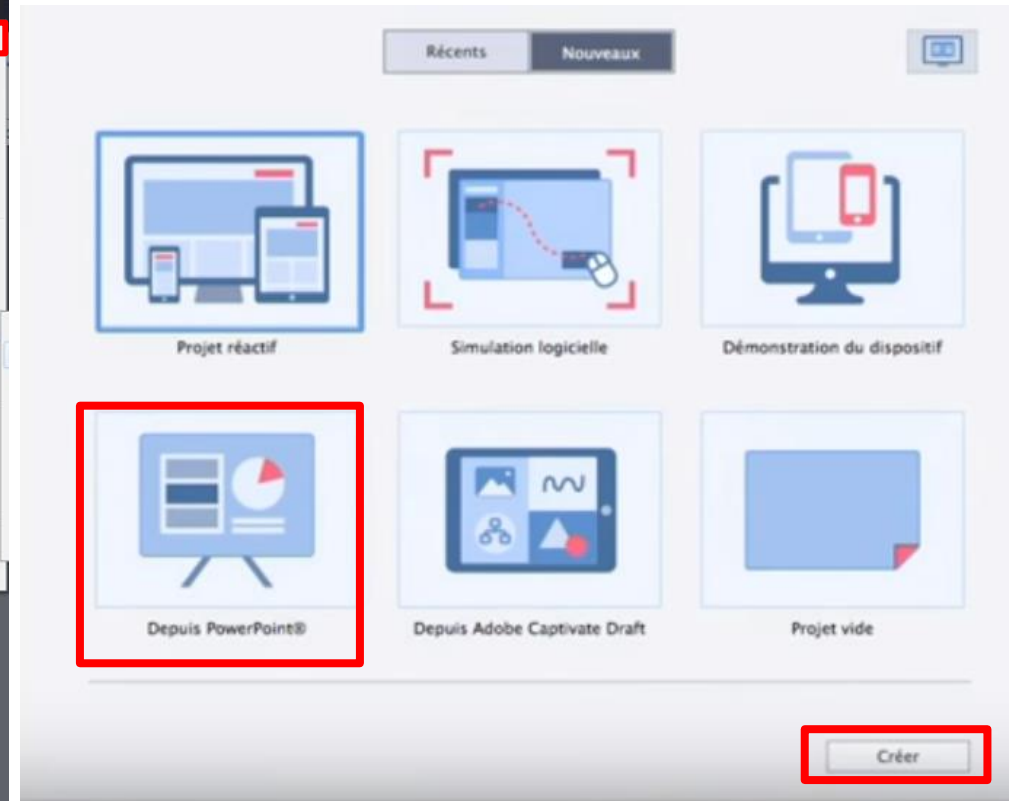 Récents Nouveaux
Projet réactif Simulation logicielle Démonstration du dispositif
Depuis PowerPoint® Depuis Adobe Captivate Draft Projet vide
Créer